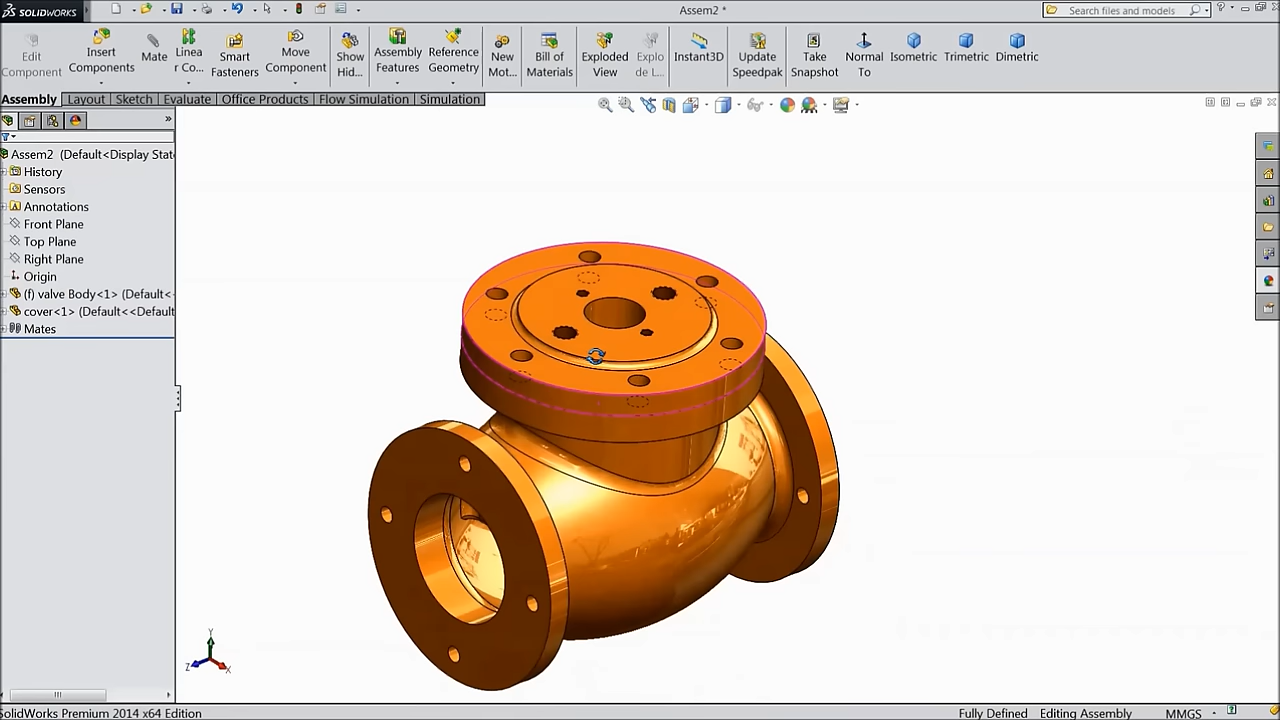 SOLIDWORKS
Assem2 *
Search files and models
Edit Component
Insert Components
Mate
Linea r Co...
Smart Fasteners
Move Component
Show Hid...
Assembly Features
Reference Geometry
New Mot...
Bill of Materials
Exploded View
Explo de L...
Instant3D
Update Speedpak
Take Snapshot
Normal To
Isometric
Trimetric
Dimetric
Assembly
Layout
Sketch
Evaluate
Office Products
Flow Simulation
Simulation
Assem2 (Default<Display Stat
History
Sensors
Annotations
Front Plane
Top Plane
Right Plane
Origin
(f) valve Body<1> (Default<
cover<1> (Default<<Default
Mates
Y
Z
X
SolidWorks Premium 2014 x64 Edition
Fully Defined
Editing Assembly
MMGS